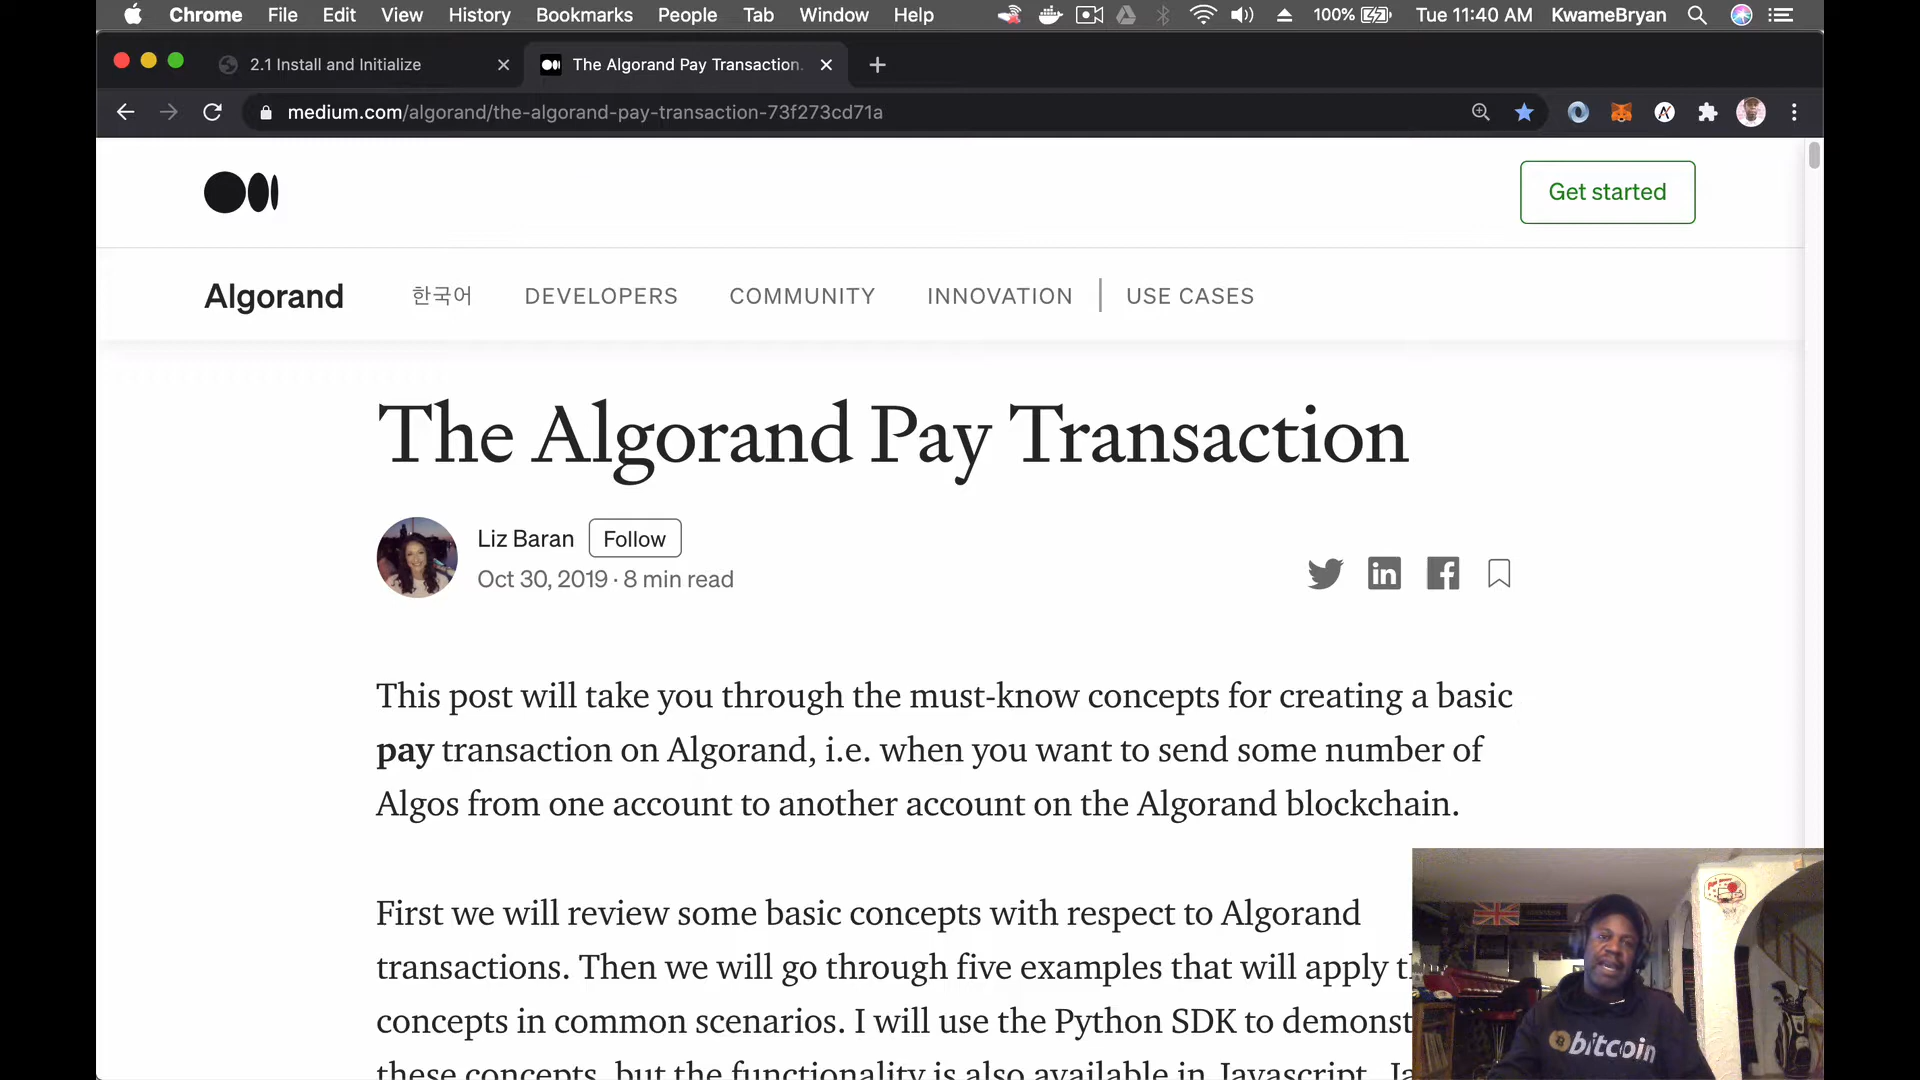 Chrome File Edit View History Bookmarks People Tab Window Help 100% Tue 11:40 AM KwameBryan
2.1 Install and Initialize The Algorand Pay Transaction.
medium.com/algorand/the-algorand-pay-transaction-73f273cd71a
Get started
Algorand 한국어 DEVELOPERS COMMUNITY INNOVATION USE CASES
The Algorand Pay Transaction
Liz Baran Follow
Oct 30, 2019 · 8 min read
This post will take you through the must-know concepts for creating a basic
pay transaction on Algorand, i.e. when you want to send some number of
Algos from one account to another account on the Algorand blockchain.
First we will review some basic concepts with respect to Algorand
transactions. Then we will go through five examples that will apply
concepts in common scenarios. I will use the Python SDK to demonst
these concepts, but the functionality is also available in Javascript,
bitcoin